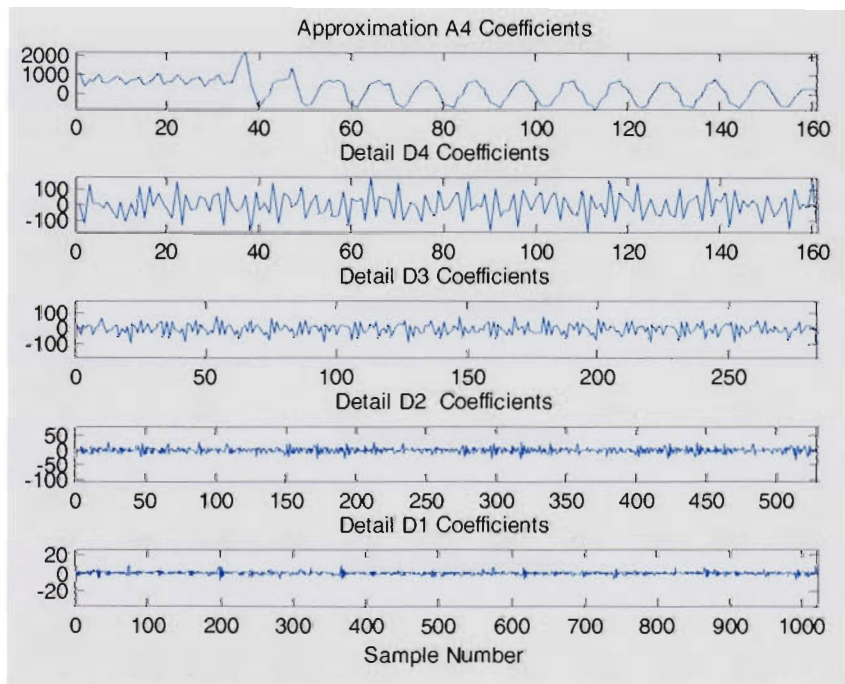 Approximation A4 Coefficients
2000
1000
0
0 20 40 60 80 100 120 140 160
Detail D4 Coefficients
100
0
-100
0 20 40 60 80 100 120 140 160
Detail D3 Coefficients
100
0
-100
0 50 100 150 200 250
Detail D2 Coefficients
50
0
-50
-100
0 50 100 150 200 250 300 350 400 450 500
Detail D1 Coefficients
20
0
-20
0 100 200 300 400 500 600 700 800 900 1000
Sample Number